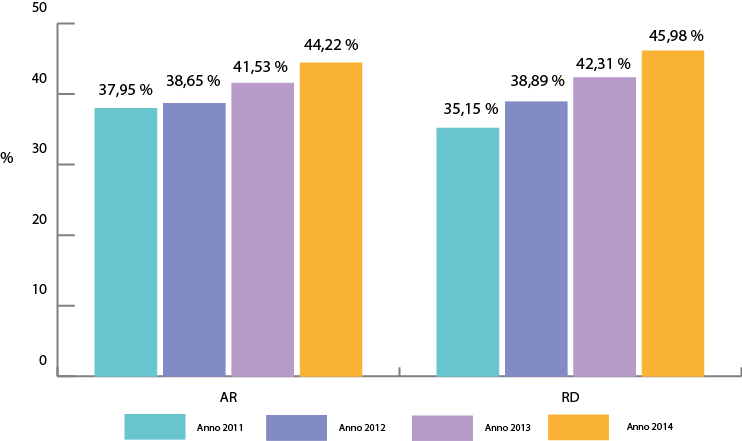 50
45,98 %
44,22 %
41,53 %
42,31 %
37,95 %
38,65 %
38,89 %
40
35,15 %
30
%
20
10
0
AR
RD
Anno 2011
Anno 2012
Anno 2013
Anno 2014